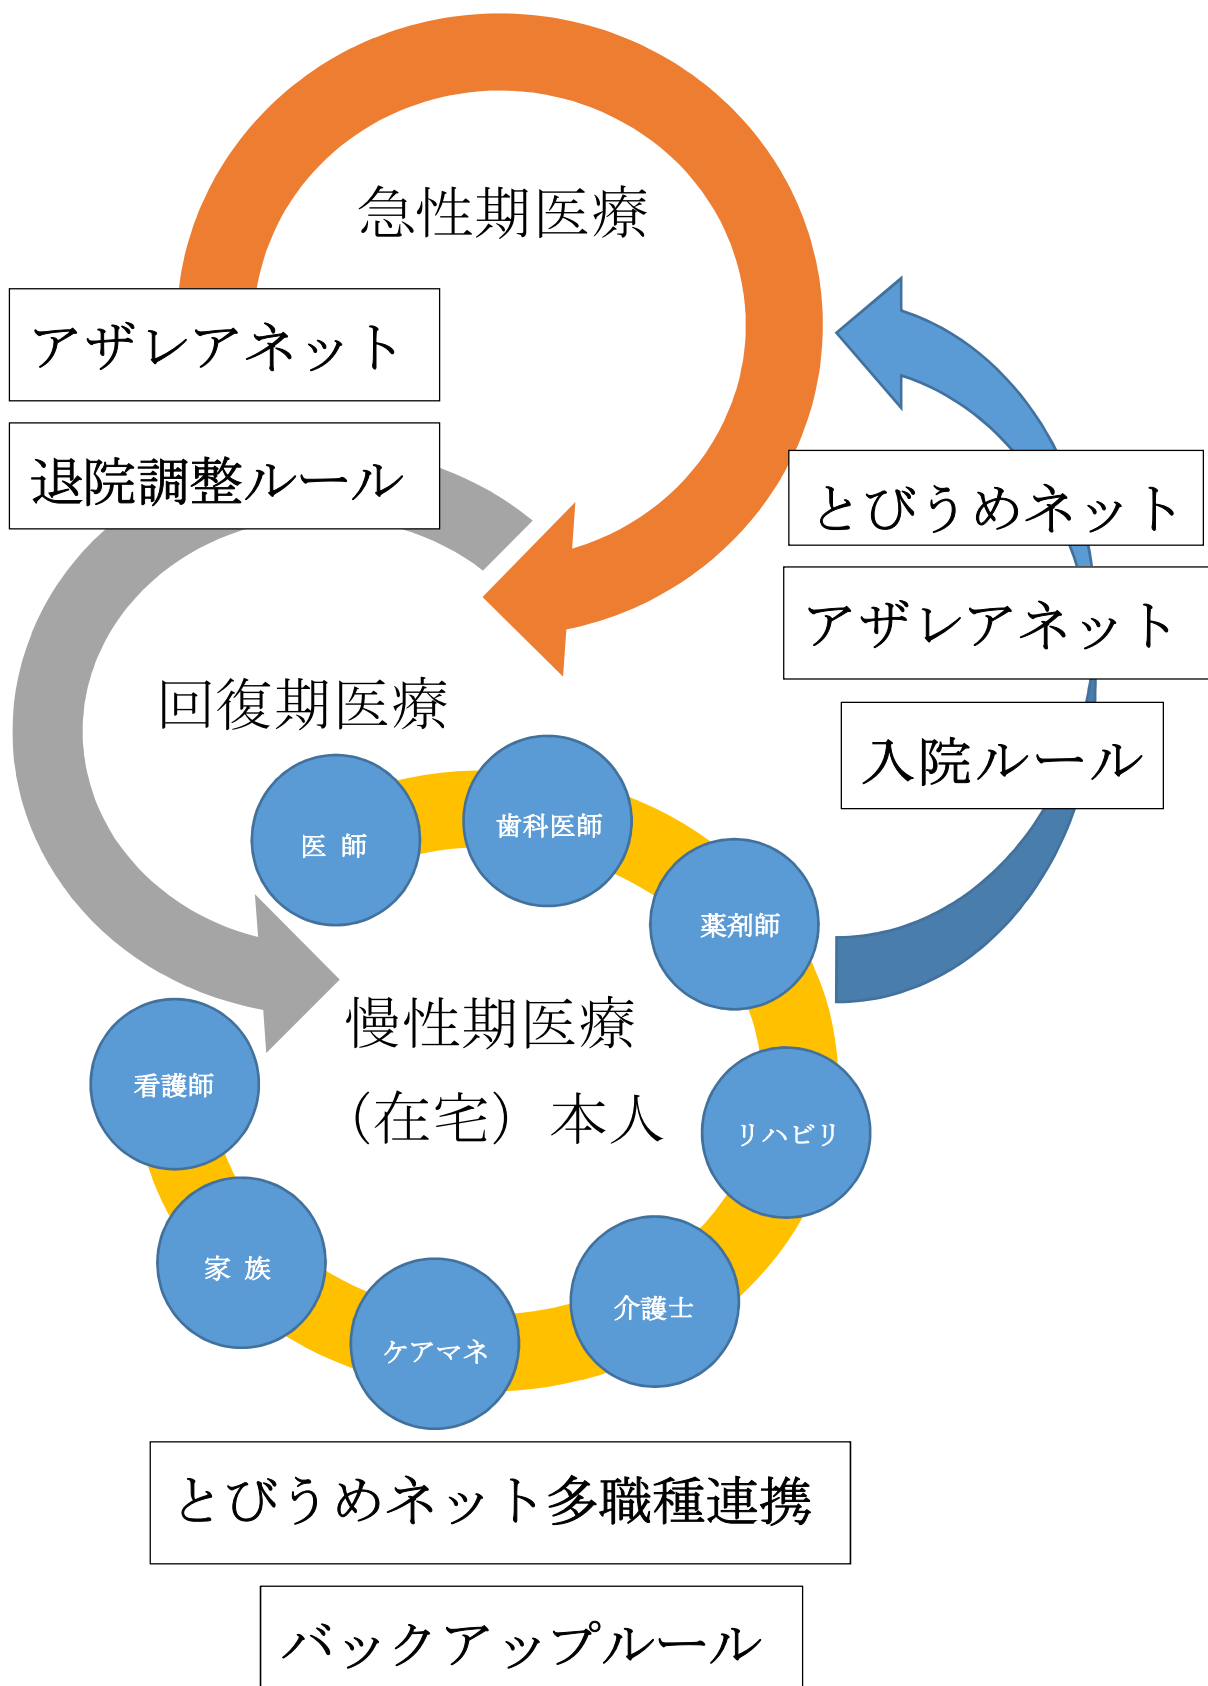 急性期医療
アザレアネット
退院調整ルール
とびうめネット
アザレアネット
入院ルール
回復期医療
医 師
歯科医師
薬剤師
慢性期医療
（在宅）本人
看護師
リハビリ
家 族
介護士
ケアマネ
とびうめネット多職種連携
バックアップルール